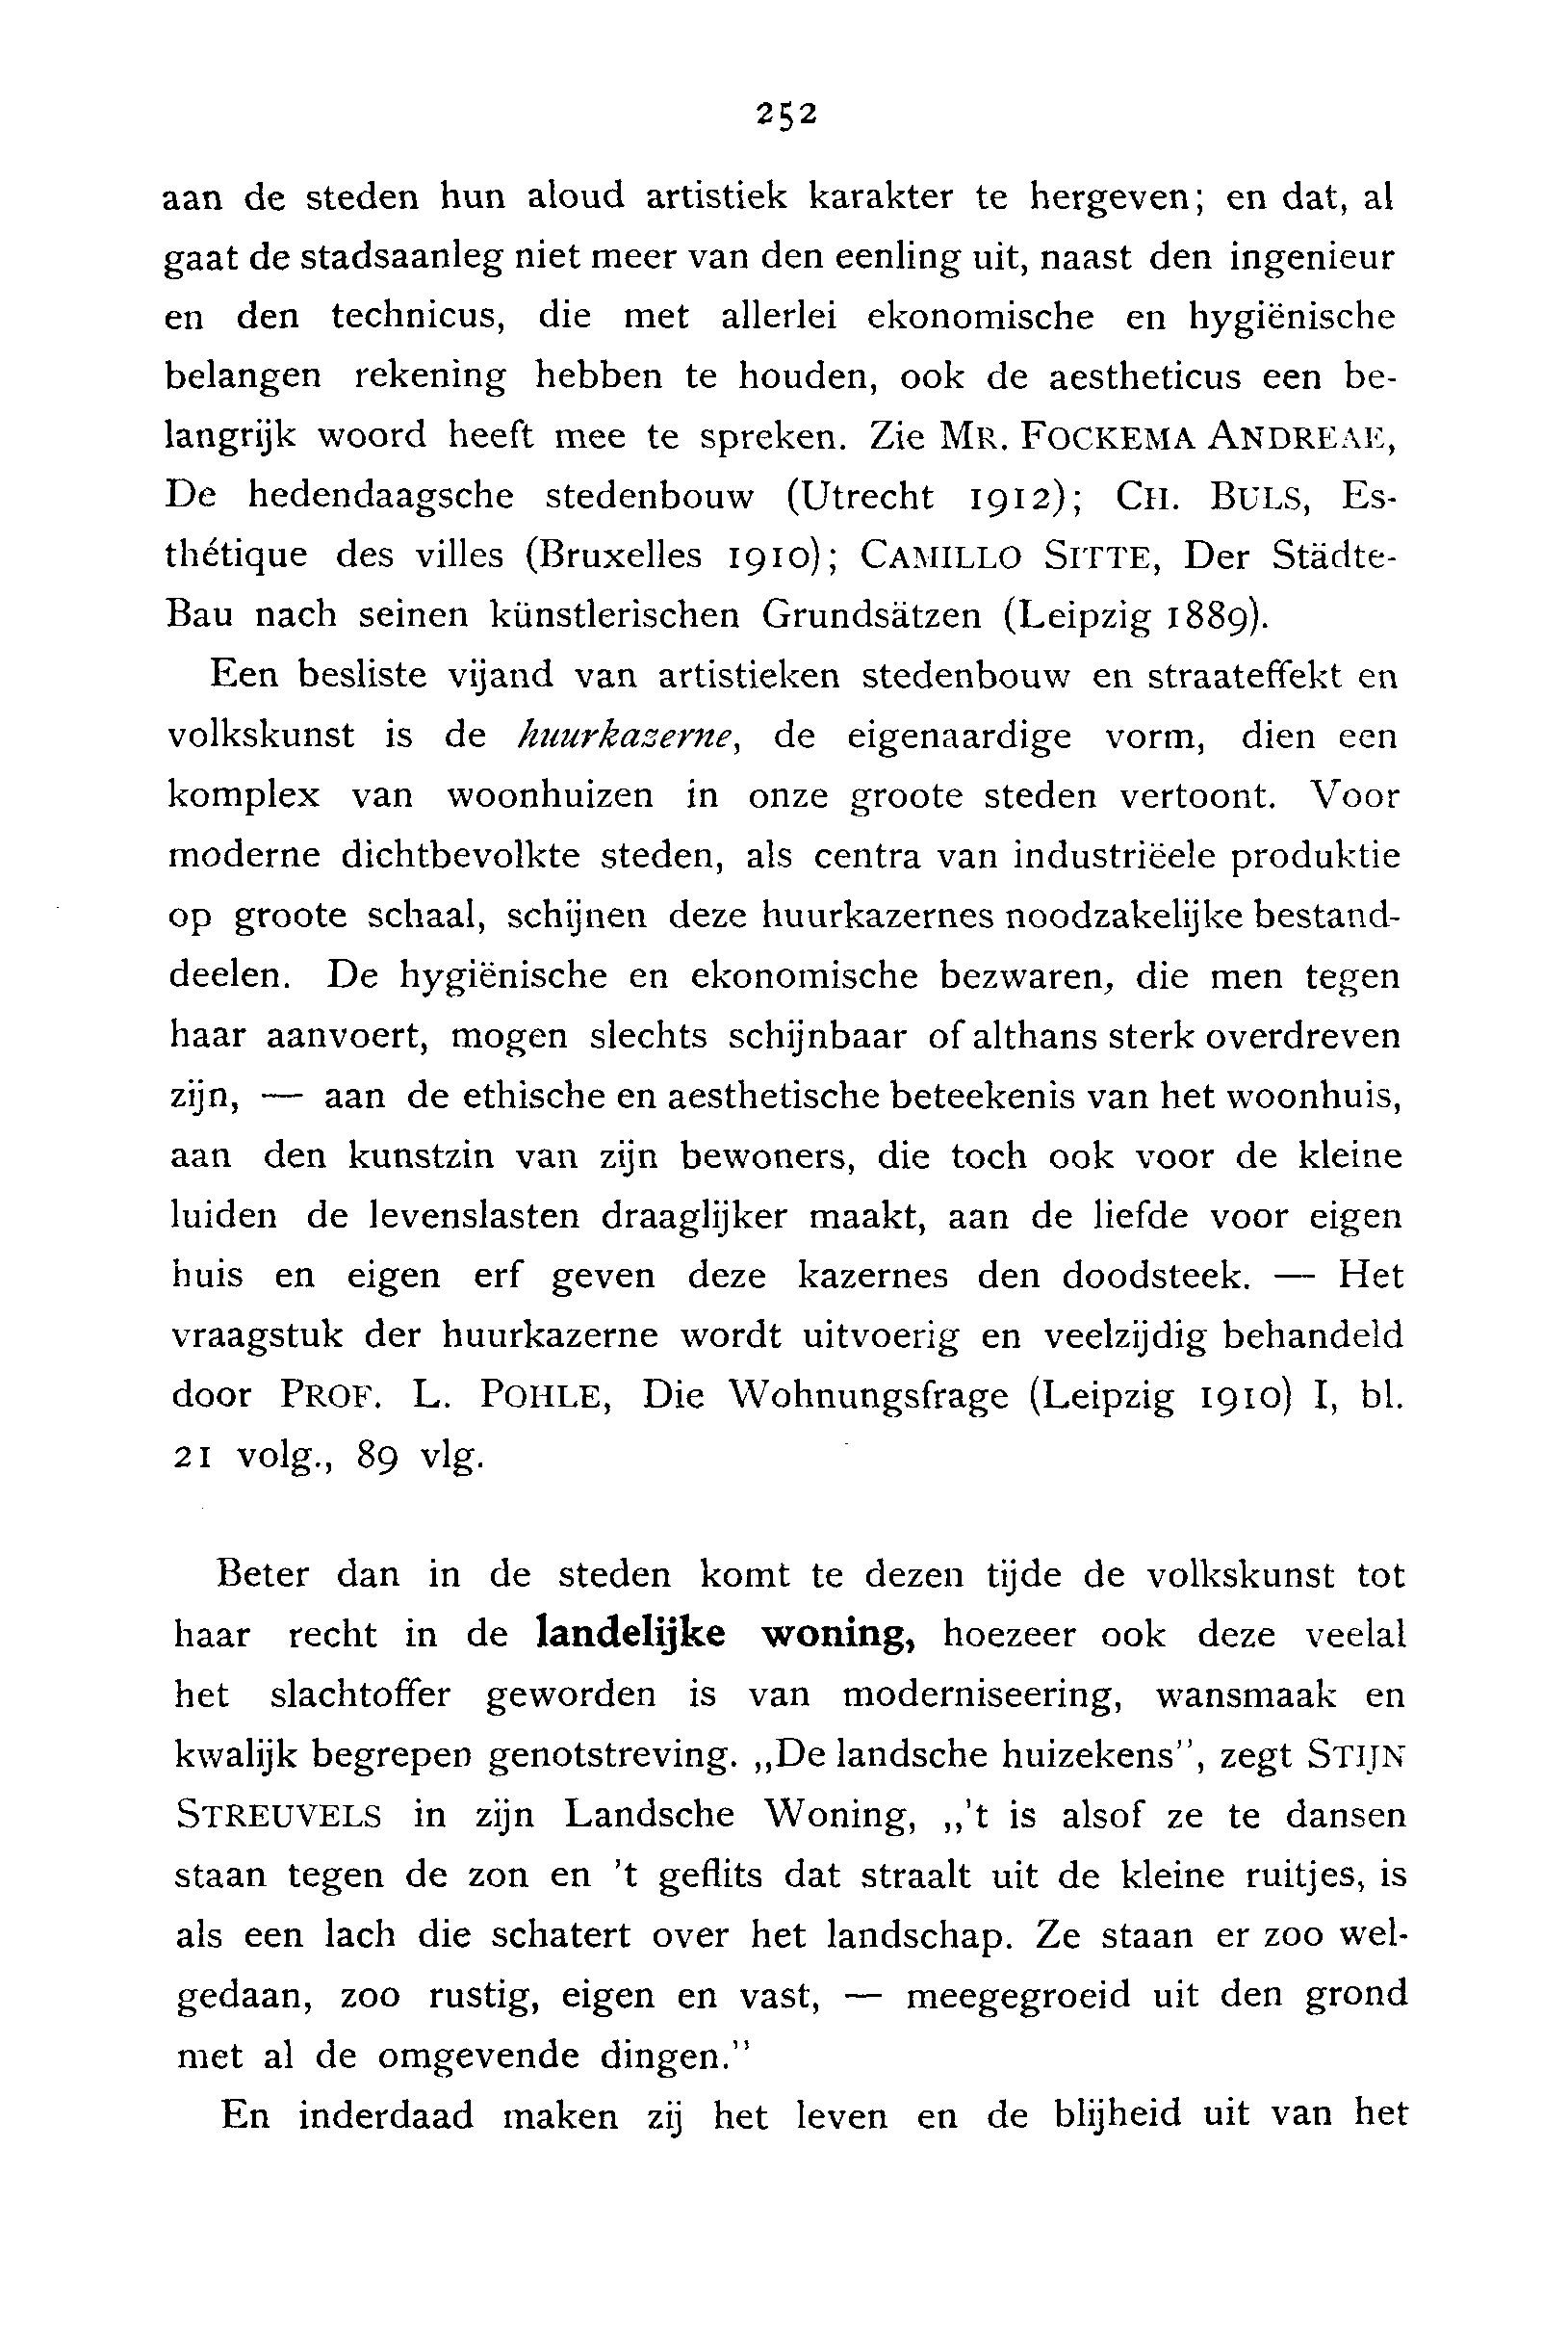 252
aan de steden hun aloud artistiek karakter te hergeven; en dat, al
gaat de stadsaanleg niet meer van den eenling uit, naast den ingenieur
en den technicus, die met allerlei ekonomische en hygiënische
belangen rekening hebben te houden, ook de aestheticus een be-
langrijk woord heeft mee te spreken. Zie MR. FOCKEMA ANDREAE,
De hedendaagsche stedenbouw (Utrecht 1912); CH. BULS, Es-
thétique des villes (Bruxelles 1910); CAMILLO SITTE, Der Städte-
Bau nach seinen künstlerischen Grundsätzen (Leipzig 1889).
Een besliste vijand van artistieken stedenbouw en straateffekt en
volkskunst is de huurkazerne, de eigenaardige vorm, dien een
komplex van woonhuizen in onze groote steden vertoont. Voor
moderne dichtbevolkte steden, als centra van industriëele produktie
op groote schaal, schijnen deze huurkazernes noodzakelijke bestand-
deelen. De hygiënische en ekonomische bezwaren, die men tegen
haar aanvoert, mogen slechts schijnbaar of althans sterk overdreven
zijn, — aan de ethische en aesthetische beteekenis van het woonhuis,
aan den kunstzin van zijn bewoners, die toch ook voor de kleine
luiden de levenslasten draaglijker maakt, aan de liefde voor eigen
huis en eigen erf geven deze kazernes den doodsteek. — Het
vraagstuk der huurkazerne wordt uitvoerig en veelzijdig behandeld
door PROF. L. POHLE, Die Wohnungsfrage (Leipzig 1910) I, bl.
21 volg., 89 vlg.
Beter dan in de steden komt te dezen tijde de volkskunst tot
haar recht in de landelijke woning, hoezeer ook deze veelal
het slachtoffer geworden is van moderniseering, wansmaak en
kwalijk begrepen genotstreving. „De landsche huizekens”, zegt STIJN
STREUVELS in zijn Landsche Woning, „’t is alsof ze te dansen
staan tegen de zon en ’t geflits dat straalt uit de kleine ruitjes, is
als een lach die schatert over het landschap. Ze staan er zoo wel-
gedaan, zoo rustig, eigen en vast, — meegegroeid uit den grond
met al de omgevende dingen.”
En inderdaad maken zij het leven en de blijheid uit van het